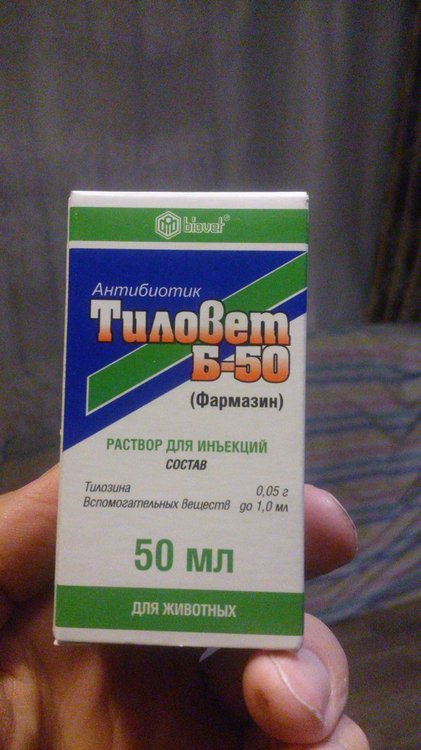 biovet®
Антибиотик
ТилоВет
Б-50
(Фармазин)
РАСТВОР ДЛЯ ИНЪЕКЦИЙ
СОСТАВ
Тилозина 0,05 г
Вспомогательных веществ до 1,0 мл
50 мл
ДЛЯ ЖИВОТНЫХ